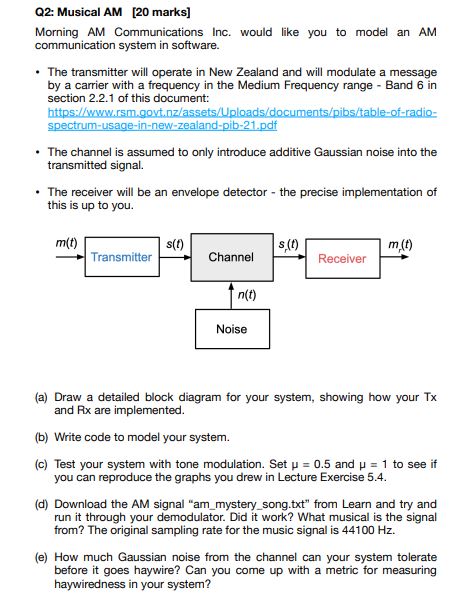 Q2: Musical AM [20 marks]
Morning AM Communications Inc. would like you to model an AM
communication system in software.
• The transmitter will operate in New Zealand and will modulate a message
by a carrier with a frequency in the Medium Frequency range - Band 6 in
section 2.2.1 of this document:
https://www.rsm.govt.nz/assets/Uploads/documents/pibs/table-of-radio-
spectrum-usage-in-new-zealand-pib-21.pdf
• The channel is assumed to only introduce additive Gaussian noise into the
transmitted signal.
• The receiver will be an envelope detector - the precise implementation of
this is up to you.
m(t)
Transmitter
s(t)
Channel
sᵣ(t)
Receiver
mᵣ(t)
n(t)
Noise
(a) Draw a detailed block diagram for your system, showing how your Tx
and Rx are implemented.
(b) Write code to model your system.
(c) Test your system with tone modulation. Set μ = 0.5 and μ = 1 to see if
you can reproduce the graphs you drew in Lecture Exercise 5.4.
(d) Download the AM signal “am_mystery_song.txt” from Learn and try and
run it through your demodulator. Did it work? What musical is the signal
from? The original sampling rate for the music signal is 44100 Hz.
(e) How much Gaussian noise from the channel can your system tolerate
before it goes haywire? Can you come up with a metric for measuring
haywiredness in your system?